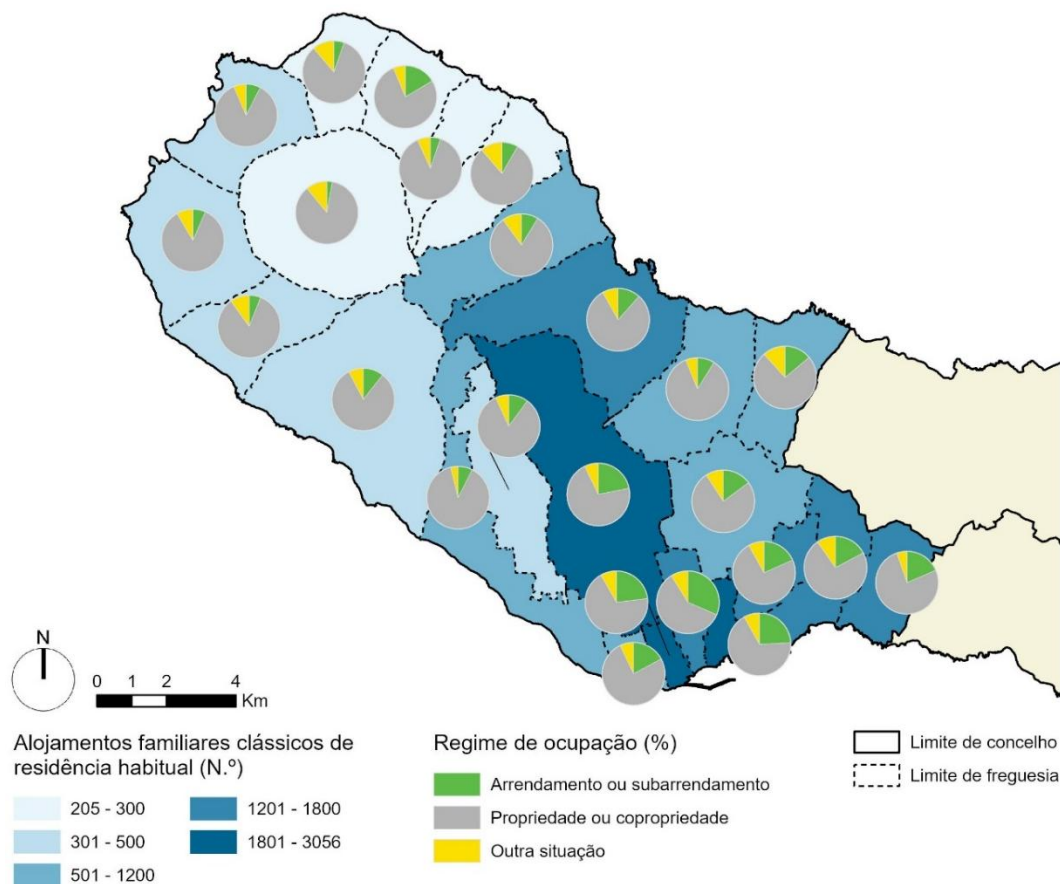 N
0 1 2 4
Km
Alojamentos familiares clássicos de
residência habitual (N.º)
205 - 300
301 - 500
501 - 1200
1201 - 1800
1801 - 3056
Regime de ocupação (%)
Arrendamento ou subarrendamento
Propriedade ou copropriedade
Outra situação
Limite de concelho
Limite de freguesia